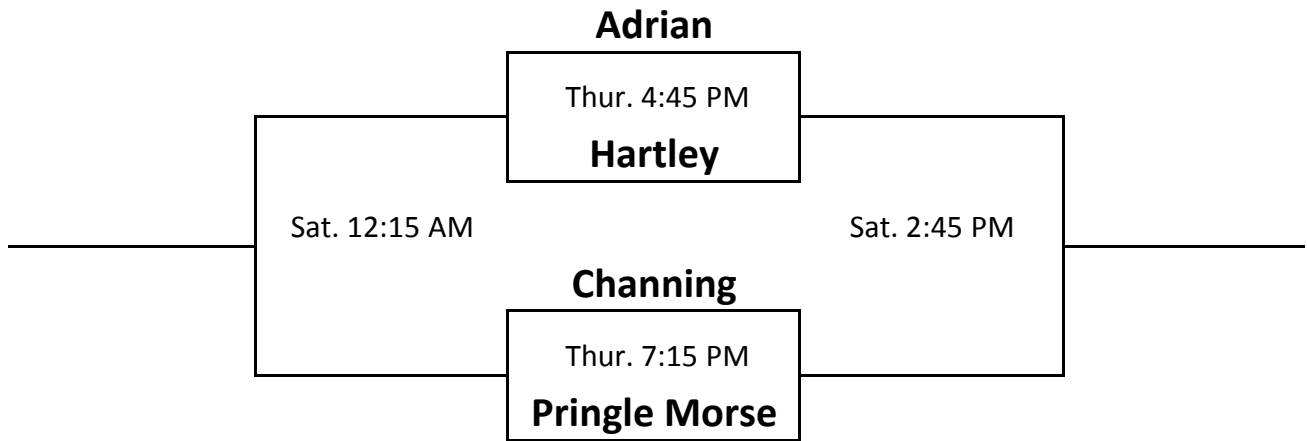 Adrian
Thur. 4:45 PM
Hartley
Sat. 12:15 AM
Sat. 2:45 PM
Channing
Thur. 7:15 PM
Pringle Morse